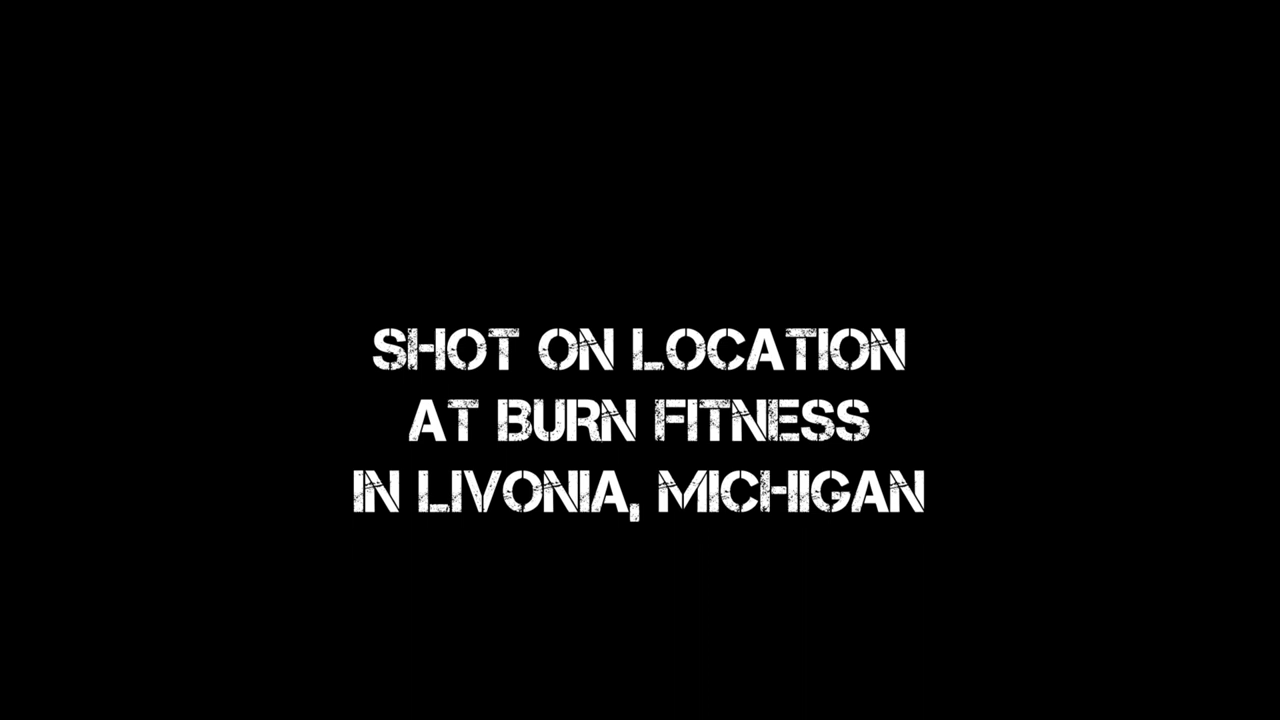 SHOT ON LOCATION
AT BURN FITNESS
IN LIVONIA, MICHIGAN